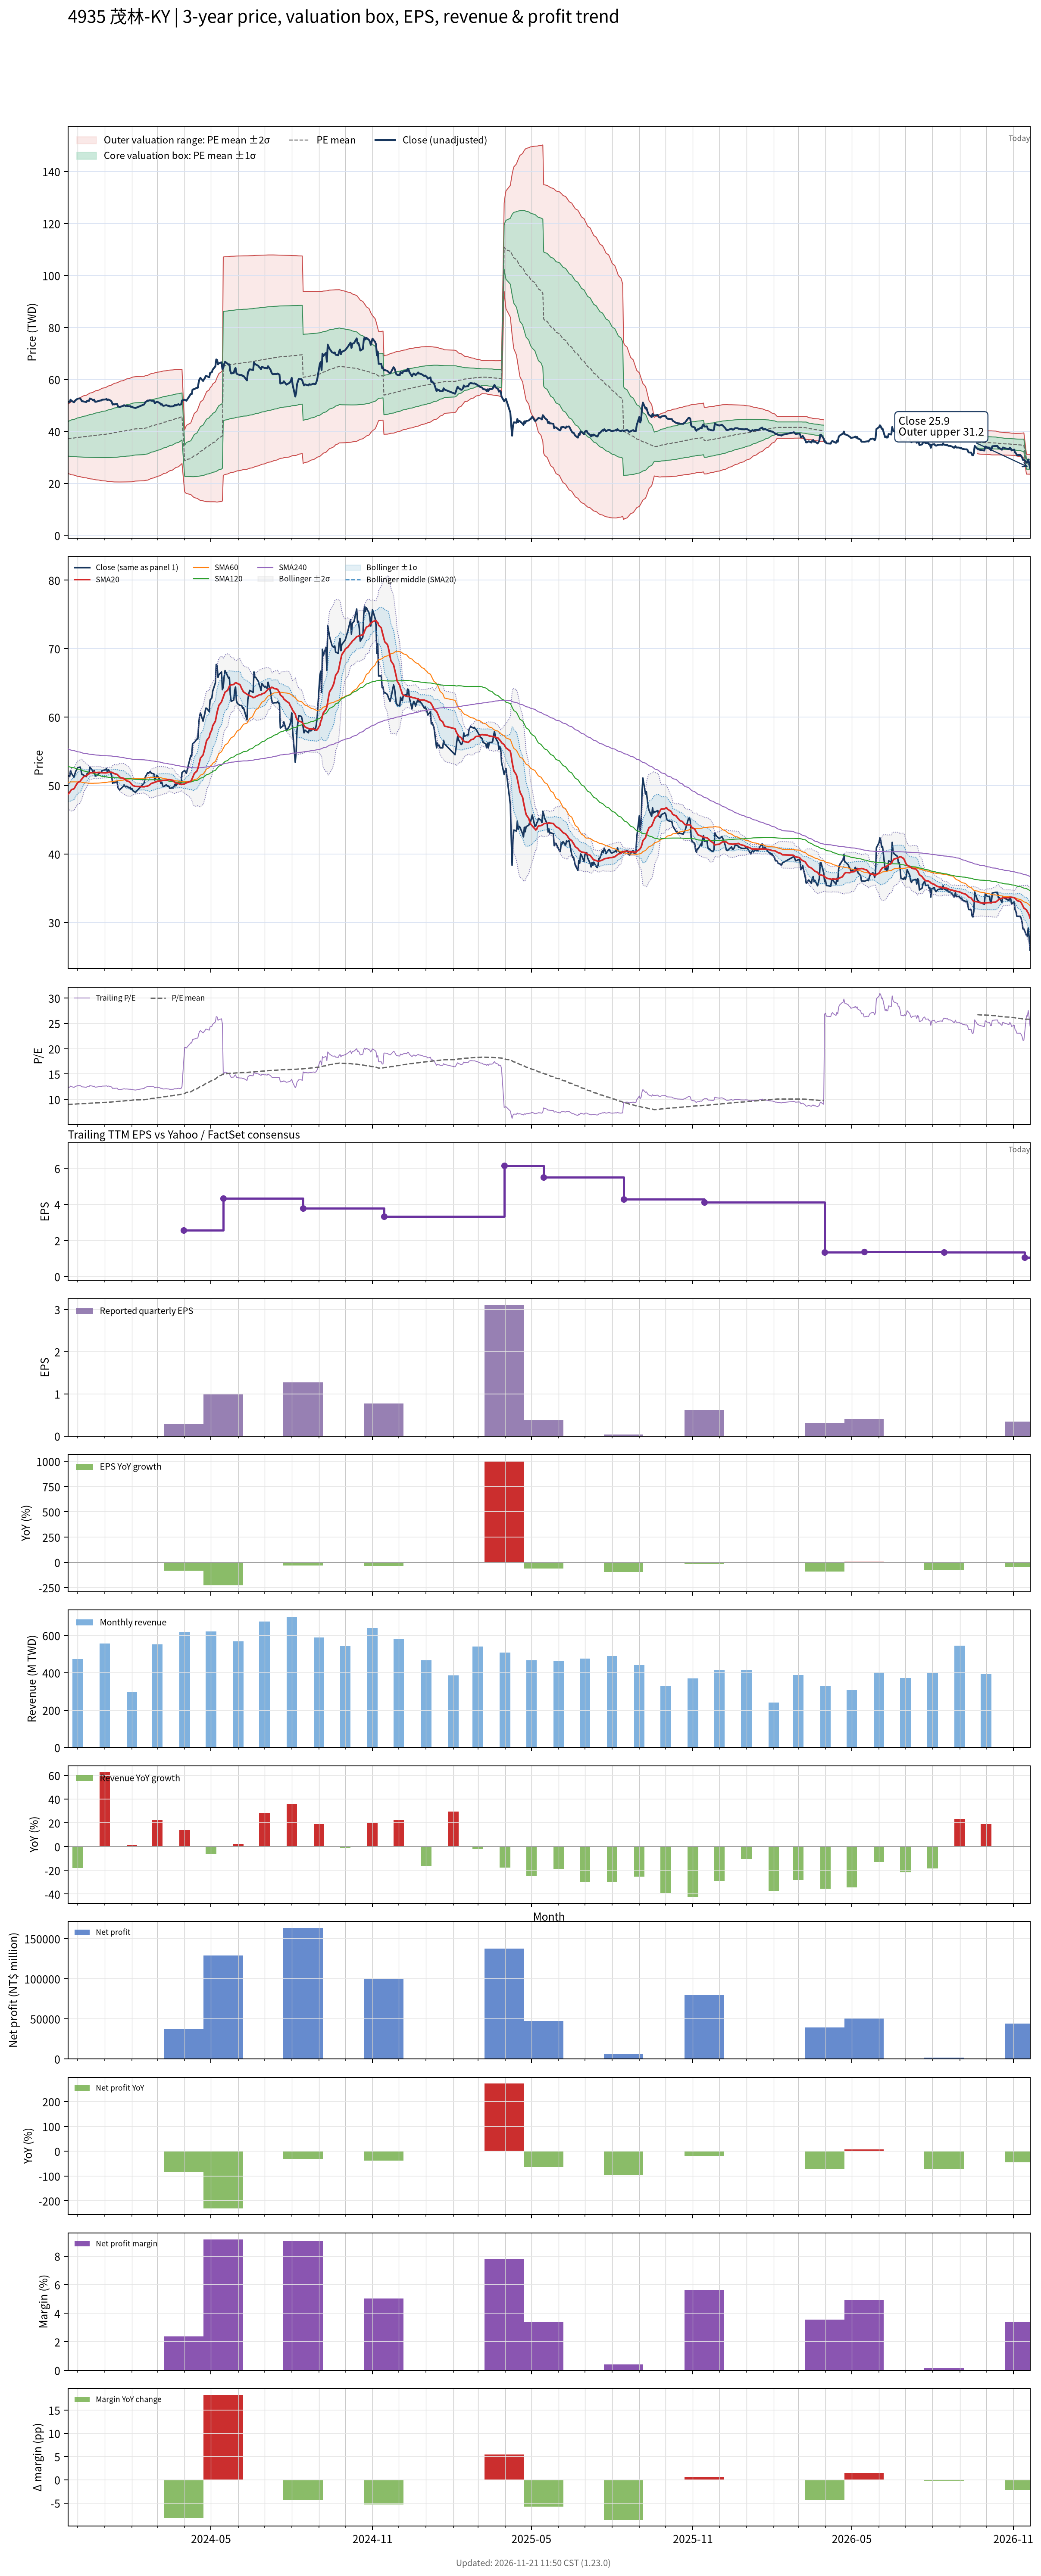 4935 茂林-KY | 3-year price, valuation box, EPS, revenue & profit trend
Outer valuation range: PE mean ±2σ
Core valuation box: PE mean ±1σ
PE mean
Close (unadjusted)
Today
Price (TWD)
140
120
100
80
60
40
20
0
Close 25.9
Outer upper 31.2
Close (same as panel 1)
SMA20
SMA60
SMA120
SMA240
Bollinger ±2σ
Bollinger ±1σ
Bollinger middle (SMA20)
Price
80
70
60
50
40
30
Trailing P/E
P/E mean
P/E
30
25
20
15
10
Trailing TTM EPS vs Yahoo / FactSet consensus
Today
EPS
6
4
2
0
Reported quarterly EPS
EPS
3
2
1
0
EPS YoY growth
YoY (%)
1000
750
500
250
0
-250
Monthly revenue
Revenue (M TWD)
600
400
200
0
Revenue YoY growth
YoY (%)
60
40
20
0
-20
-40
Month
Net profit
Net profit (NT$ million)
150000
100000
50000
0
Net profit YoY
YoY (%)
200
100
0
-100
-200
Net profit margin
Margin (%)
8
6
4
2
0
Margin YoY change
Δ margin (pp)
15
10
5
0
-5
2024-05
2024-11
2025-05
2025-11
2026-05
2026-11
Updated: 2026-11-21 11:50 CST (1.23.0)